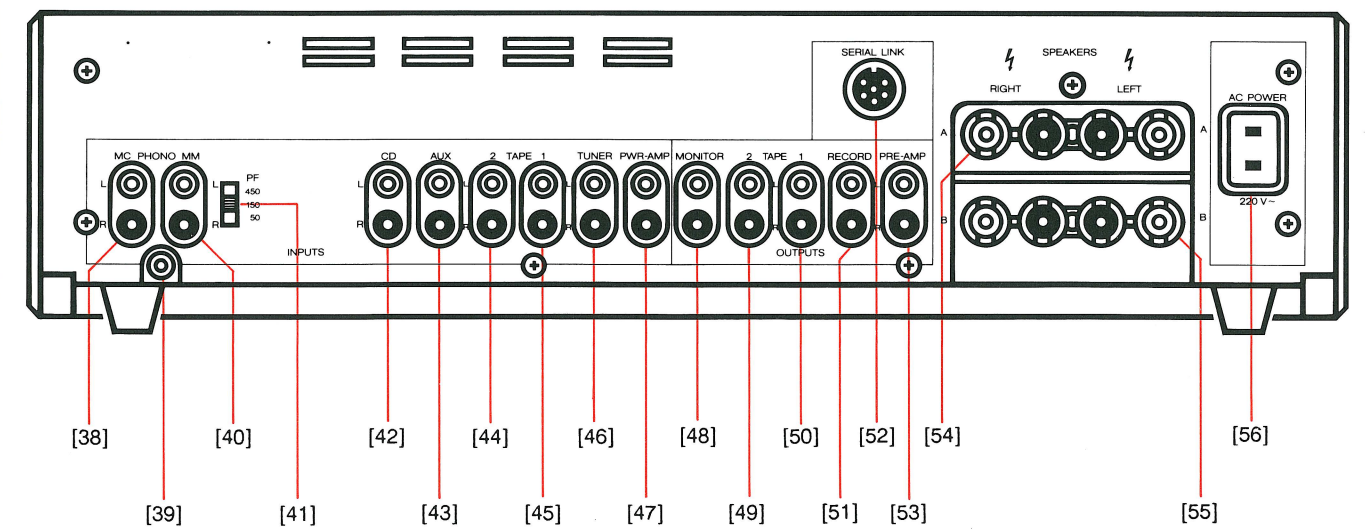 SERIAL LINK
SPEAKERS
RIGHT LEFT
AC POWER
A A
MC PHONO MM
CD AUX 2 TAPE 1 TUNER PWR-AMP MONITOR 2 TAPE 1 RECORD PRE-AMP
PF
L L L L L L L L
450
150
50
R R R R R R R R
220 V~
B B
INPUTS OUTPUTS
[38] [40] [42] [44] [46] [48] [50] [52] [54] [56]
[39] [41] [43] [45] [47] [49] [51] [53] [55]